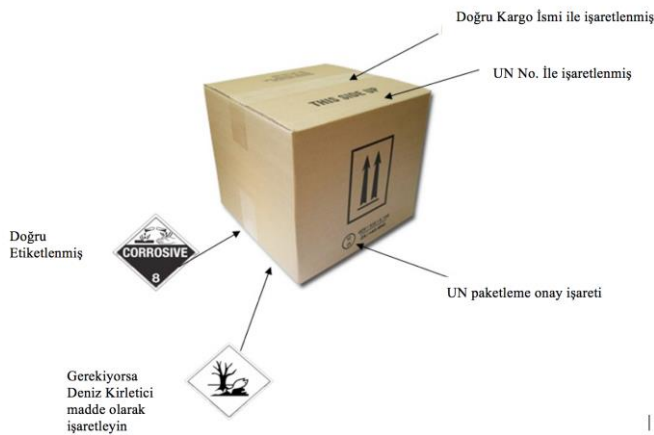 Doğru Kargo İsmi ile işaretlenmiş
UN No. İle işaretlenmiş
THIS SIDE UP
Doğru
Etiketlenmiş
CORROSIVE
8
UN paketleme onay işareti
Gerekiyorsa
Deniz Kirletici
madde olarak
işaretleyin